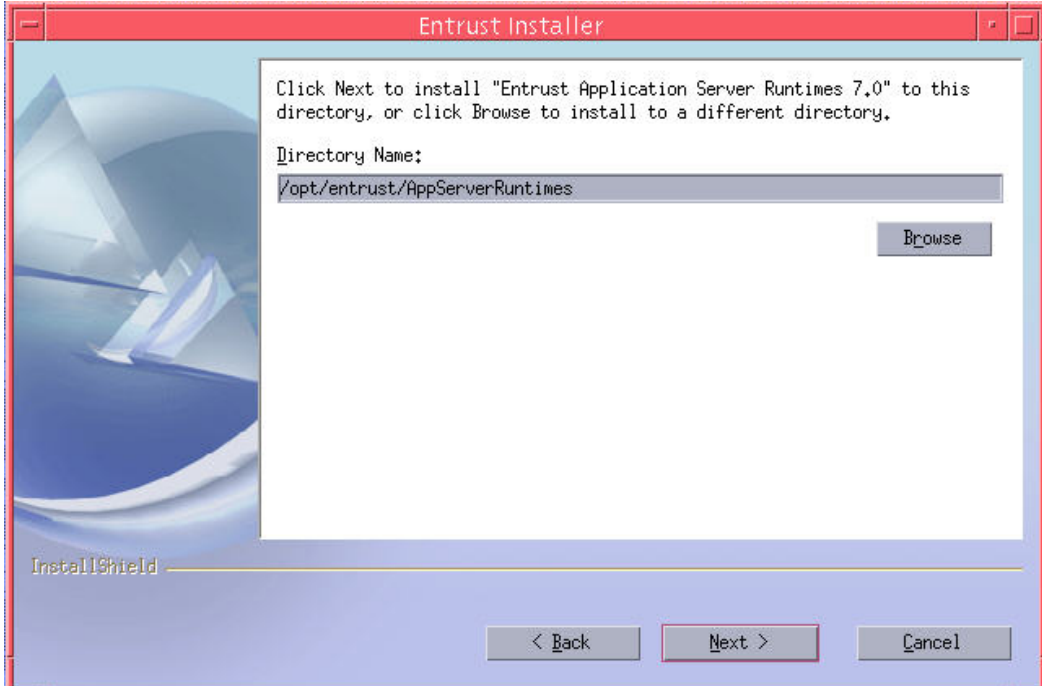 Entrust Installer
Click Next to install "Entrust Application Server Runtimes 7.0" to this
directory, or click Browse to install to a different directory.
Directory Name:
/opt/entrust/AppServerRuntimes
Browse
InstallShield
< Back
Next >
Cancel